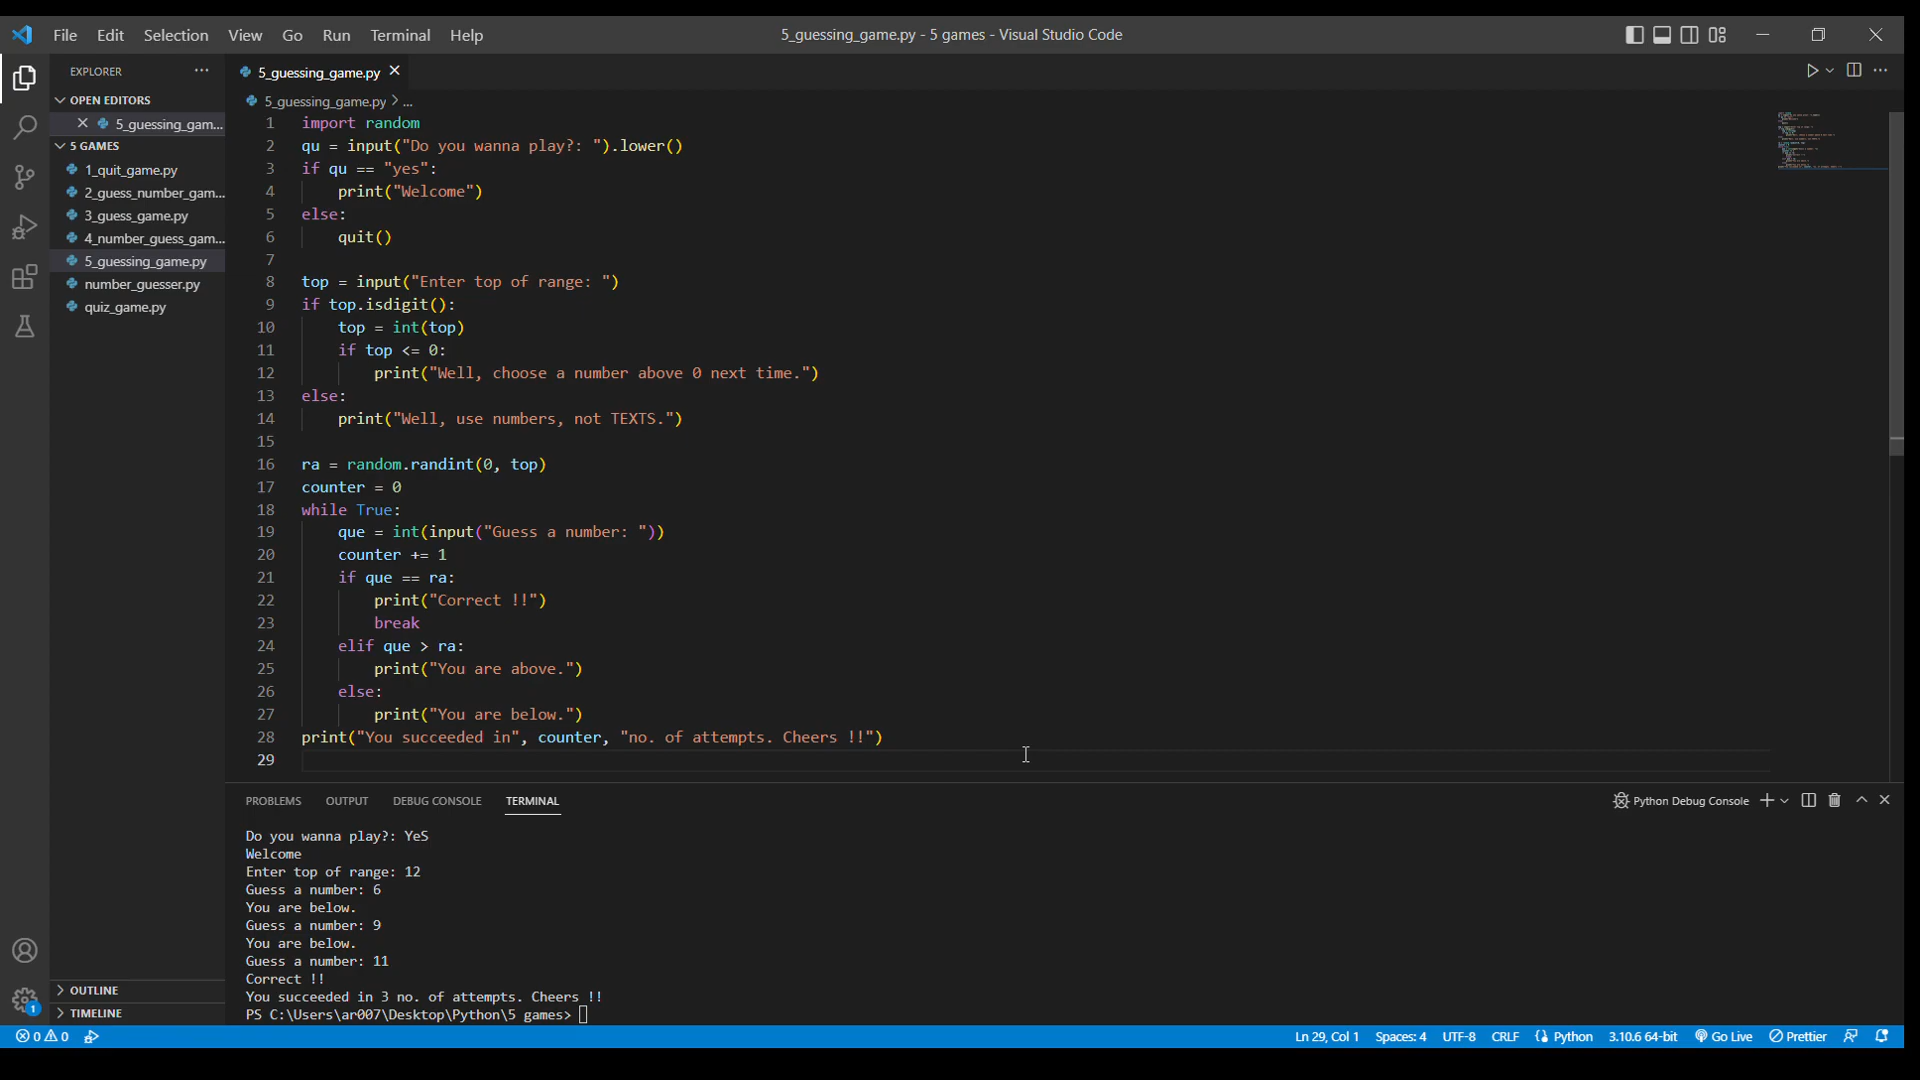 File Edit Selection View Go Run Terminal Help
5_guessing_game.py - 5 games - Visual Studio Code
EXPLORER
OPEN EDITORS
5_guessing_gam...
5 GAMES
1_quit_game.py
2_guess_number_gam...
3_guess_game.py
4_number_guess_gam...
5_guessing_game.py
number_guesser.py
quiz_game.py
OUTLINE
TIMELINE
5_guessing_game.py
5_guessing_game.py > ...
1 import random
2 qu = input("Do you wanna play?: ").lower()
3 if qu == "yes":
4     print("Welcome")
5 else:
6     quit()
7
8 top = input("Enter top of range: ")
9 if top.isdigit():
10     top = int(top)
11     if top <= 0:
12         print("Well, choose a number above 0 next time.")
13 else:
14     print("Well, use numbers, not TEXTS.")
15
16 ra = random.randint(0, top)
17 counter = 0
18 while True:
19     que = int(input("Guess a number: "))
20     counter += 1
21     if que == ra:
22         print("Correct !!")
23         break
24     elif que > ra:
25         print("You are above.")
26     else:
27         print("You are below.")
28 print("You succeeded in", counter, "no. of attempts. Cheers !!")
29
PROBLEMS OUTPUT DEBUG CONSOLE TERMINAL
Python Debug Console
Do you wanna play?: YeS
Welcome
Enter top of range: 12
Guess a number: 6
You are below.
Guess a number: 9
You are below.
Guess a number: 11
Correct !!
You succeeded in 3 no. of attempts. Cheers !!
PS C:\Users\ar007\Desktop\Python\5 games>
1
0 0
Ln 29, Col 1 Spaces: 4 UTF-8 CRLF Python 3.10.6 64-bit Go Live Prettier